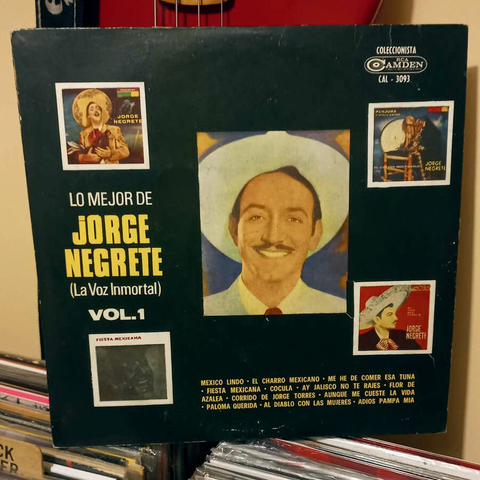 COLECCIONISTA
RCA
CAMDEN
CAL - 3093
JORGE
NEGRETE
PERJURA
JORGE
NEGRETE
LO MEJOR DE
JORGE
NEGRETE
(La Voz Inmortal)
VOL.1
JORGE
NEGRETE
FIESTA MEXICANA
MEXICO LINDO · EL CHARRO MEXICANO · ME HE DE COMER ESA TUNA
· FIESTA MEXICANA · COCULA · AY JALISCO NO TE RAJES · FLOR DE
AZALEA · CORRIDO DE JORGE TORRES · AUNQUE ME CUESTE LA VIDA
· PALOMA QUERIDA · AL DIABLO CON LAS MUJERES · ADIOS PAMPA MIA
CK
ER